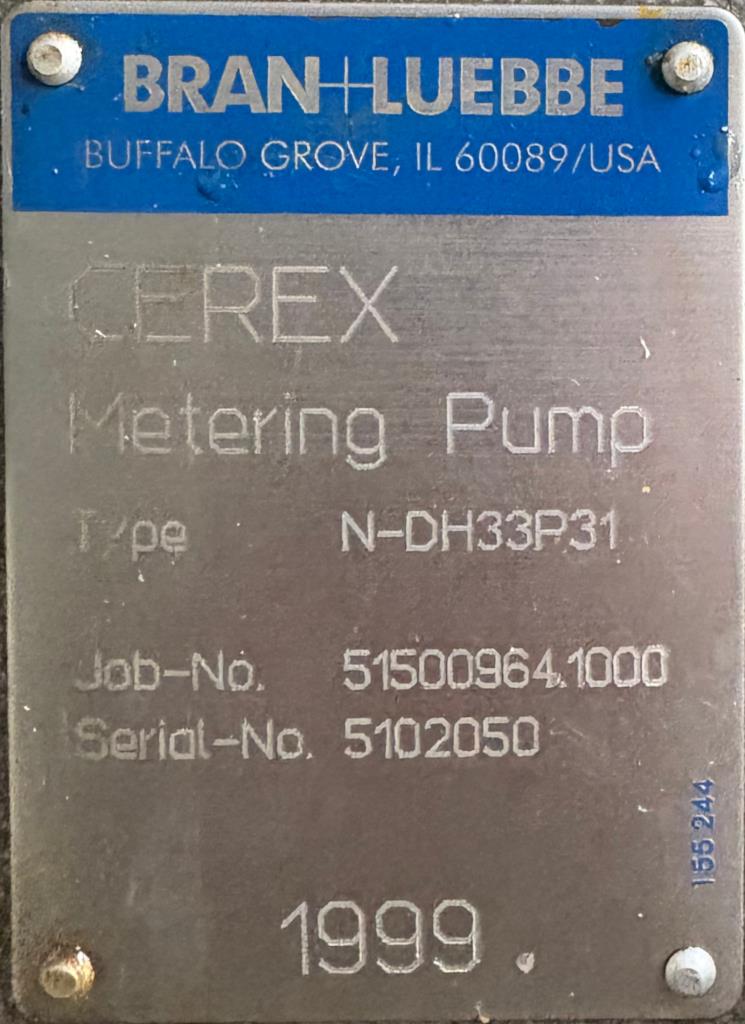 BRAN+LUEBBE
BUFFALO GROVE, IL 60089/USA
CEREX
Metering Pump
Type N-DH33P31
Job-No. 51500964.1000
Serial-No. 5102050
155 244
1999